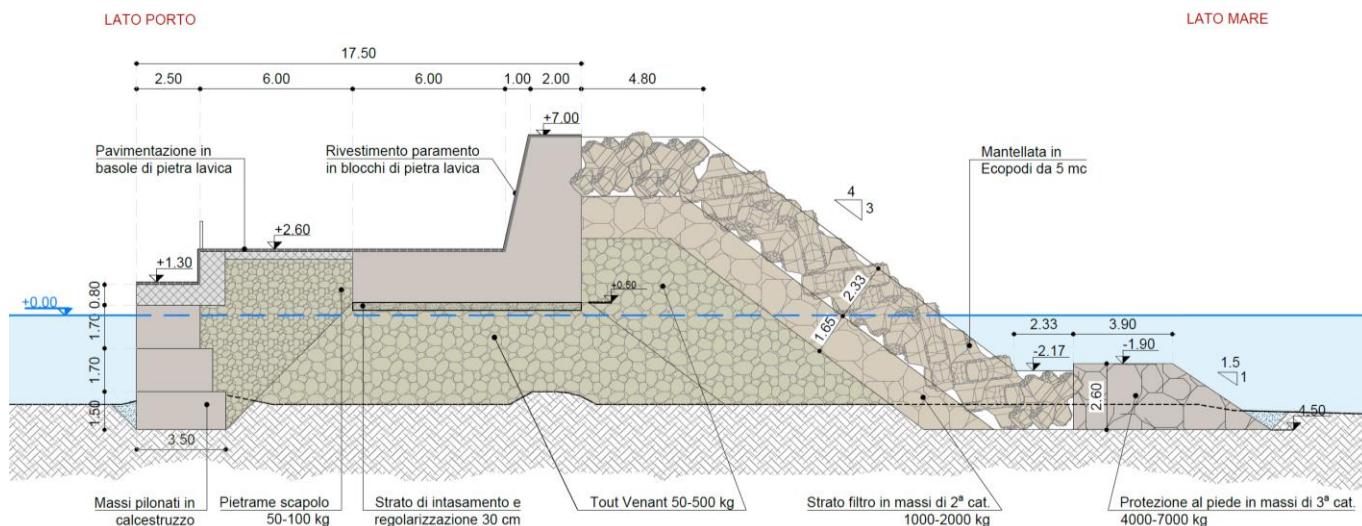 LATO PORTO
LATO MARE
17.50
2.50
6.00
6.00
1.00
2.00
4.80
+7.00
Pavimentazione in
basole di pietra lavica
Rivestimento paramento
in blocchi di pietra lavica
Mantellata in
Ecopodi da 5 mc
4
3
+2.60
+1.30
+0.50
2.33
+0.00
0.80
1.70
1.65
2.33
3.90
-2.17
-1.90
1.5
1
1.70
2.60
1.50
-4.50
3.50
Massi pilonati in
calcestruzzo
Pietrame scapolo
50-100 kg
Strato di intasamento e
regolarizzazione 30 cm
Tout Venant 50-500 kg
Strato filtro in massi di 2ª cat.
1000-2000 kg
Protezione al piede in massi di 3ª cat.
4000-7000 kg